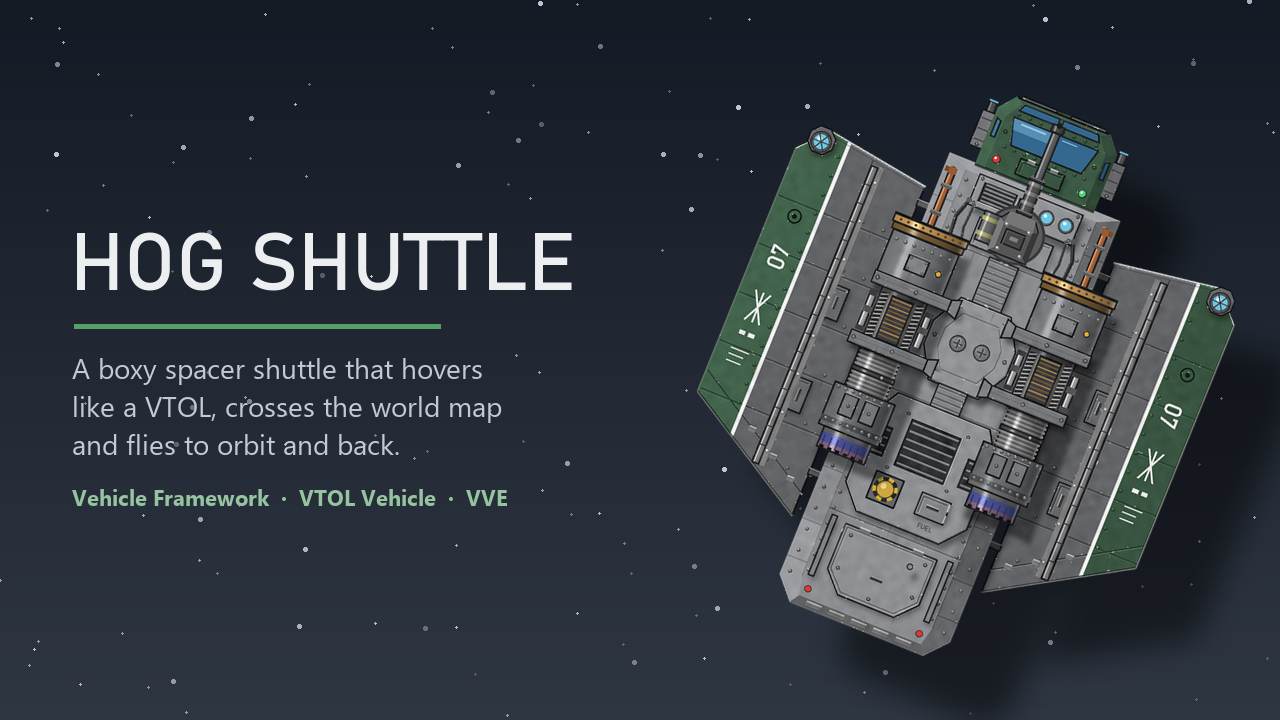 HOG SHUTTLE
A boxy spacer shuttle that hovers
like a VTOL, crosses the world map
and flies to orbit and back.
Vehicle Framework · VTOL Vehicle · VVE
07
07
FUEL